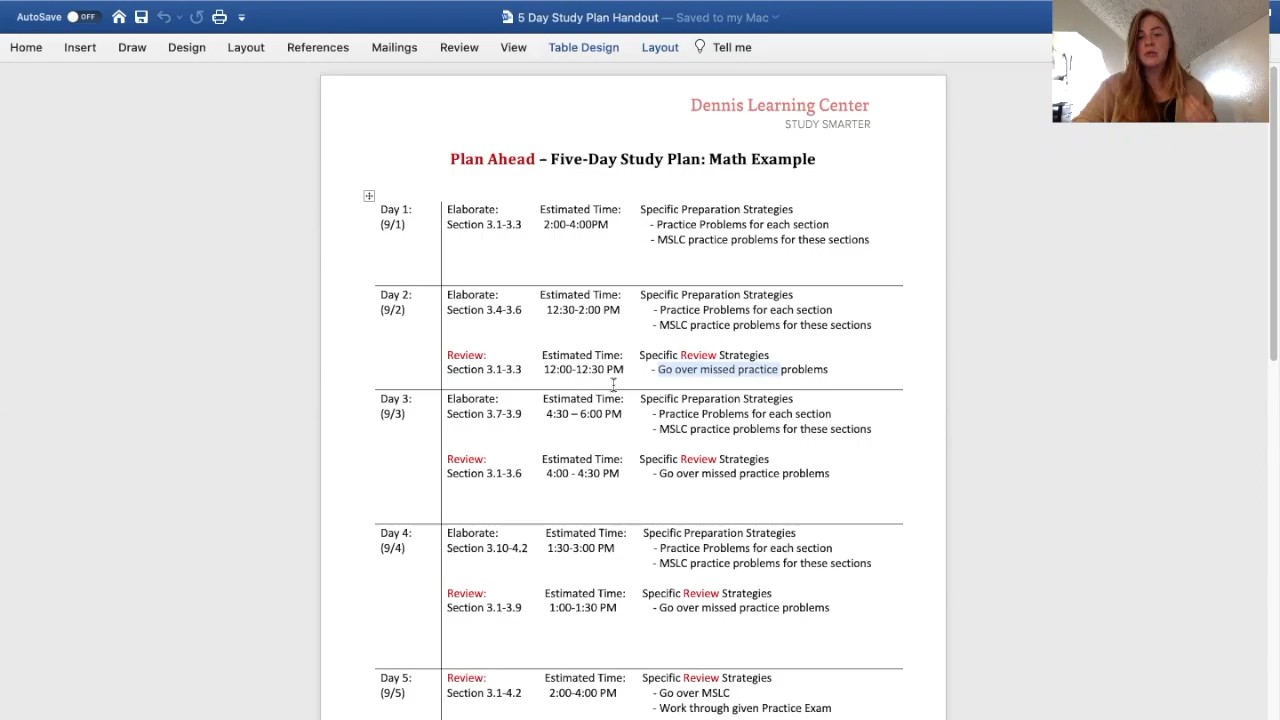 AutoSave OFF
5 Day Study Plan Handout — Saved to my Mac
Home Insert Draw Design Layout References Mailings Review View Table Design Layout Tell me
Dennis Learning Center
STUDY SMARTER
Plan Ahead – Five-Day Study Plan: Math Example
Day 1: Elaborate: Estimated Time: Specific Preparation Strategies
(9/1) Section 3.1-3.3 2:00-4:00PM - Practice Problems for each section
- MSLC practice problems for these sections
Day 2: Elaborate: Estimated Time: Specific Preparation Strategies
(9/2) Section 3.4-3.6 12:30-2:00 PM - Practice Problems for each section
- MSLC practice problems for these sections
Review: Estimated Time: Specific Review Strategies
Section 3.1-3.3 12:00-12:30 PM - Go over missed practice problems
Day 3: Elaborate: Estimated Time: Specific Preparation Strategies
(9/3) Section 3.7-3.9 4:30 – 6:00 PM - Practice Problems for each section
- MSLC practice problems for these sections
Review: Estimated Time: Specific Review Strategies
Section 3.1-3.6 4:00 - 4:30 PM - Go over missed practice problems
Day 4: Elaborate: Estimated Time: Specific Preparation Strategies
(9/4) Section 3.10-4.2 1:30-3:00 PM - Practice Problems for each section
- MSLC practice problems for these sections
Review: Estimated Time: Specific Review Strategies
Section 3.1-3.9 1:00-1:30 PM - Go over missed practice problems
Day 5: Review: Estimated Time: Specific Review Strategies
(9/5) Section 3.1-4.2 2:00-4:00 PM - Go over MSLC
- Work through given Practice Exam